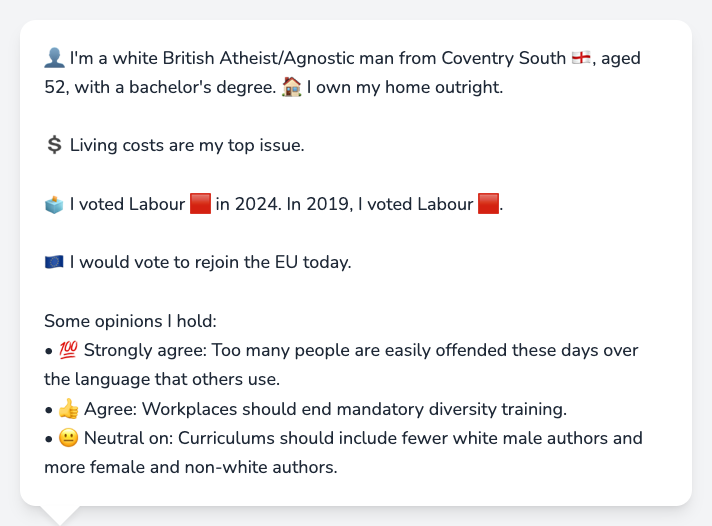 👤 I'm a white British Atheist/Agnostic man from Coventry South 🏴󠁧󠁢󠁥󠁮󠁧󠁿, aged
52, with a bachelor's degree. 🏠 I own my home outright.
💲 Living costs are my top issue.
🗳️ I voted Labour 🟥 in 2024. In 2019, I voted Labour 🟥.
🇪🇺 I would vote to rejoin the EU today.
Some opinions I hold:
• 💯 Strongly agree: Too many people are easily offended these days over
the language that others use.
• 👍 Agree: Workplaces should end mandatory diversity training.
• 😐 Neutral on: Curriculums should include fewer white male authors and
more female and non-white authors.